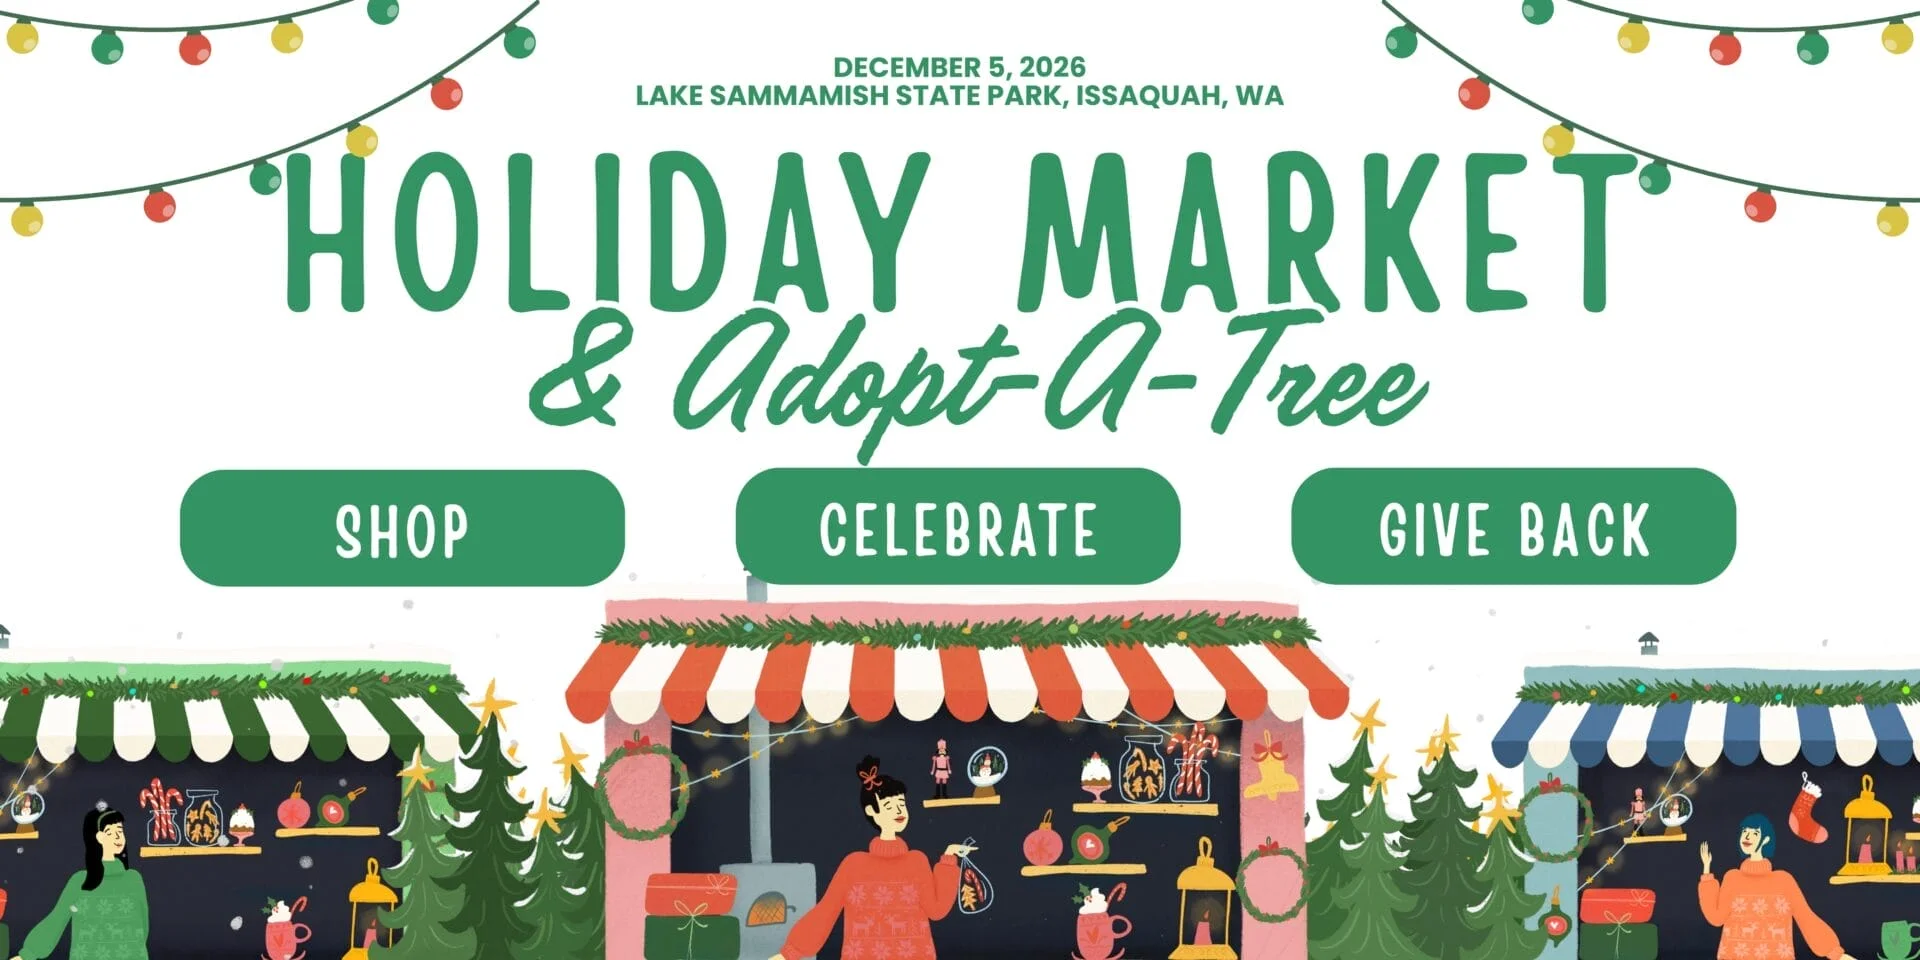 DECEMBER 5, 2026
LAKE SAMMAMISH STATE PARK, ISSAQUAH, WA
HOLIDAY MARKET
& Adopt-A-Tree
SHOP
CELEBRATE
GIVE BACK